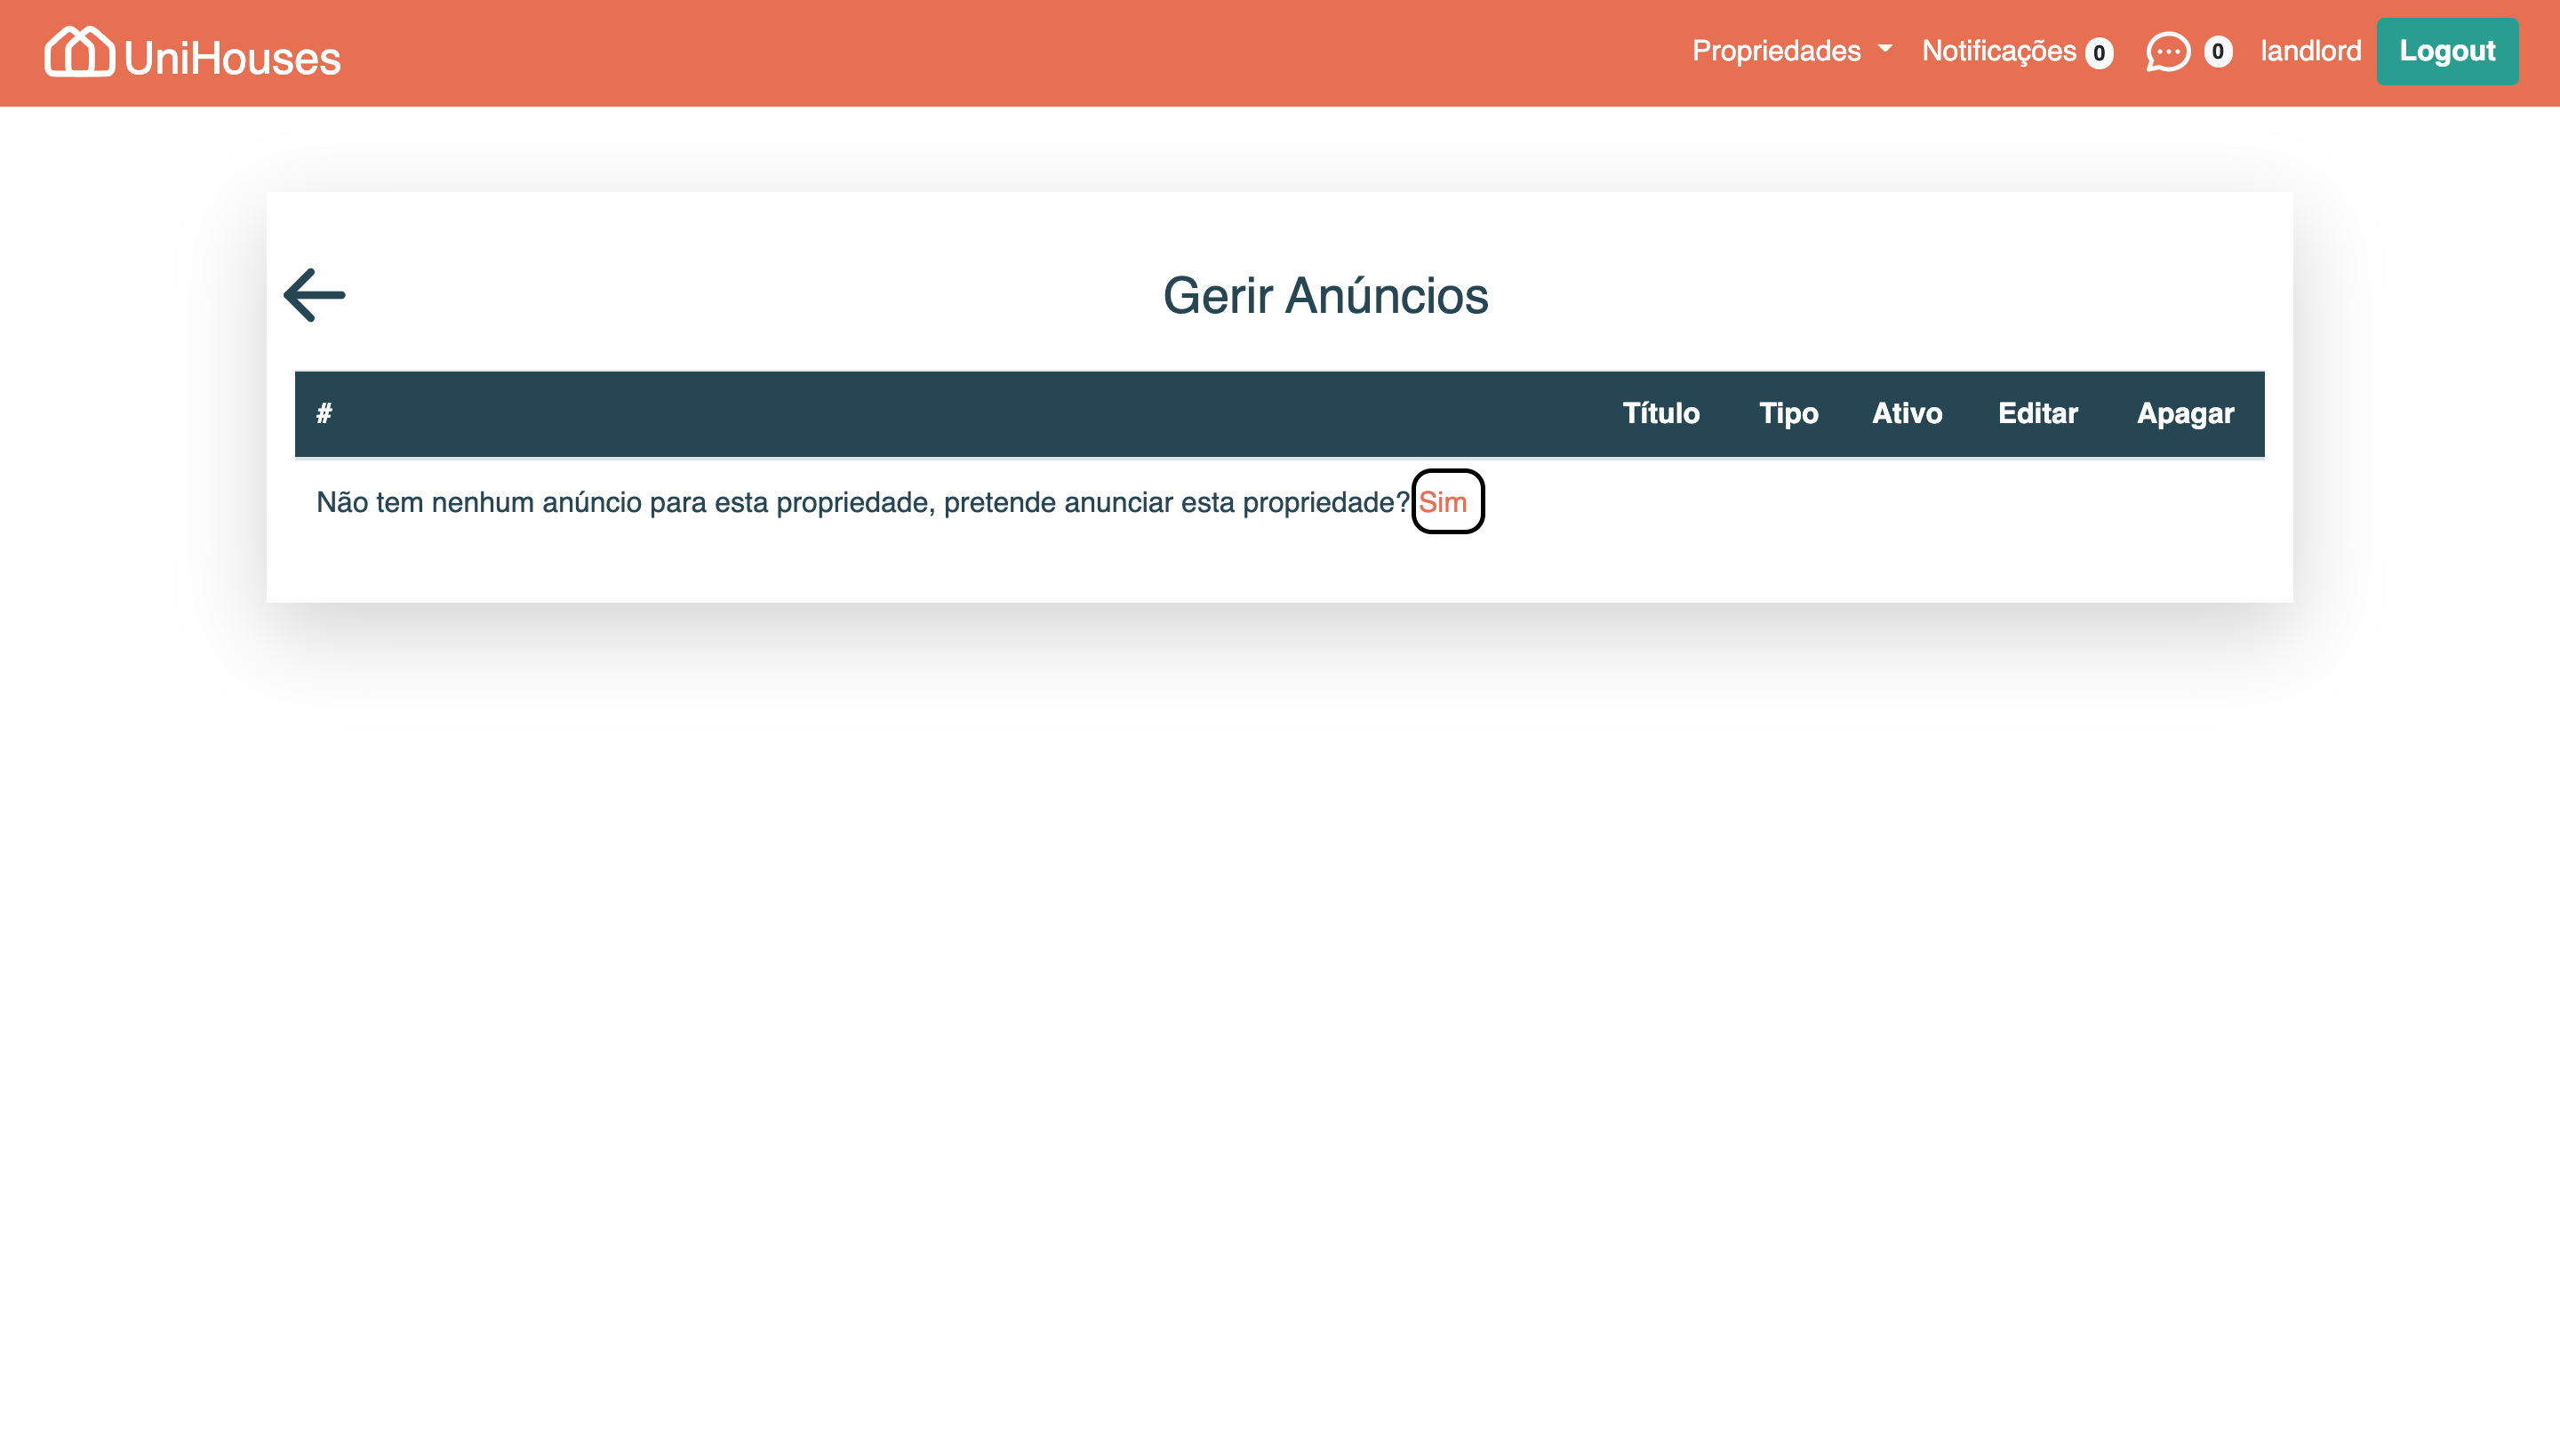 UniHouses
Propriedades Notificações 0 0 landlord Logout
Gerir Anúncios
# Título Tipo Ativo Editar Apagar
Não tem nenhum anúncio para esta propriedade, pretende anunciar esta propriedade? Sim